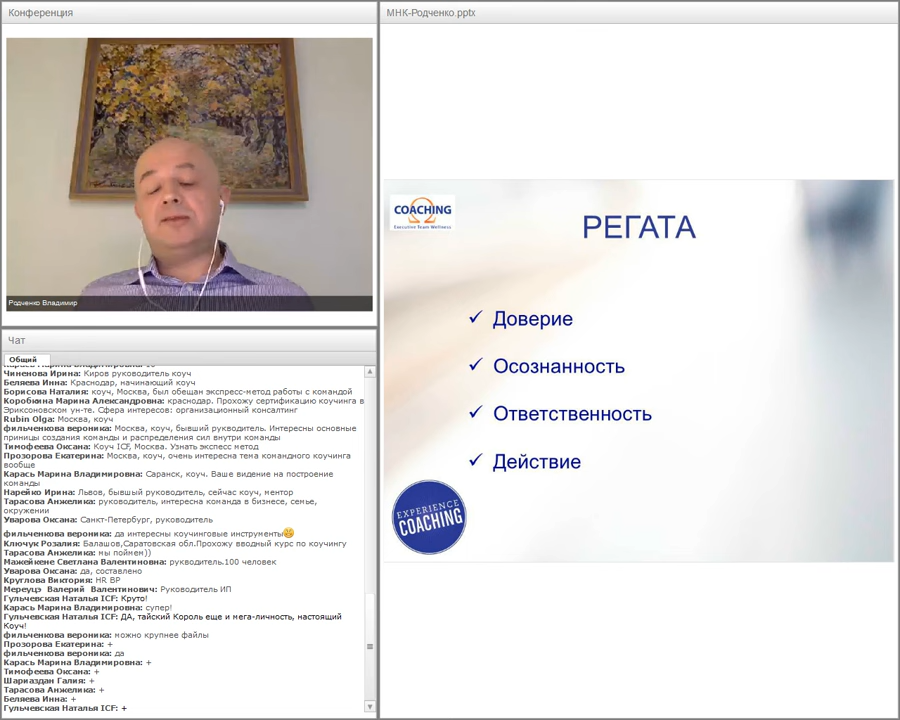 Конференция
Родченко Владимир
Чат
Общий
Чиненова Ирина: Киров руководитель коуч
Беляева Инна: Краснодар, начинающий коуч
Борисова Наталия: коуч, Москва, был обещан экспресс-метод работы с командой
Коробкина Марина Александровна: краснодар. Прохожу сертификацию коучинга в
Эриксоновском ун-те. Сфера интересов: организационный консалтинг
Rubin Olga: Москва, коуч
фильченкова вероника: Москва, коуч, бывший руководитель. Интересны основные
приницы создания команды и распределения сил внутри команды
Тимофеева Оксана: Коуч ICF, Москва. Узнать экспесс метод
Прозорова Екатерина: Москва, коуч, очень интересна тема командного коучинга
вообще
Карась Марина Владимировна: Саранск, коуч. Ваше видение на построение
команды
Нарейко Ирина: Львов, бывшый руководитель, сейчас коуч, ментор
Тарасова Анжелика: руководитель, интересна команда в бизнесе, семье,
окружении
Уварова Оксана: Санкт-Петербург, руководитель
фильченкова вероника: да интересны коучинговые инструменты
Ключук Розалия: Балашов,Саратовская обл.Прохожу вводный курс по коучингу
Тарасова Анжелика: мы поймем))
Мажейкене Светлана Валентиновна: рукводитель.100 человек
Уварова Оксана: да, составлено
Круглова Виктория: HR BP
Мереуцэ Валерий Валентинович: Руководитель ИП
Гульчевская Наталья ICF: Круто!
Карась Марина Владимировна: супер!
Гульчевская Наталья ICF: ДА, тайский Король еще и мега-личность, настоящий
Коуч!
фильченкова вероника: можно крупнее файлы
Прозорова Екатерина: +
фильченкова вероника: да
Карась Марина Владимировна: +
Тимофеева Оксана: +
Шариаздан Галия: +
Тарасова Анжелика: +
Беляева Инна: +
Гульчевская Наталья ICF: +
МНК-Родченко.pptx
COACHING
Executive Team Wellness
РЕГАТА
✓ Доверие
✓ Осознанность
✓ Ответственность
✓ Действие
EXPERIENCE
COACHING